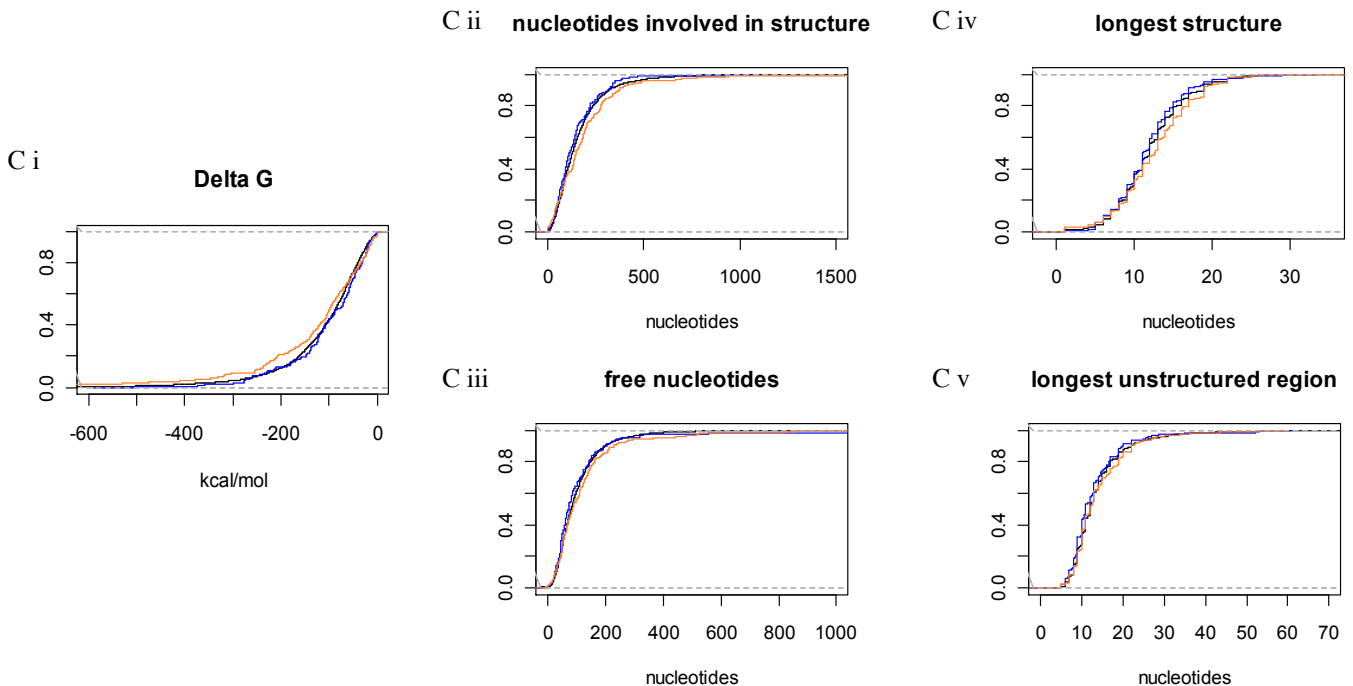 C i
Delta G
0.0 0.4 0.8
-600 -400 -200 0
kcal/mol
C ii
nucleotides involved in structure
0.0 0.4 0.8
0 500 1000 1500
nucleotides
C iii
free nucleotides
0.0 0.4 0.8
0 200 400 600 800 1000
nucleotides
C iv
longest structure
0.0 0.4 0.8
0 10 20 30
nucleotides
C v
longest unstructured region
0.0 0.4 0.8
0 10 20 30 40 50 60 70
nucleotides